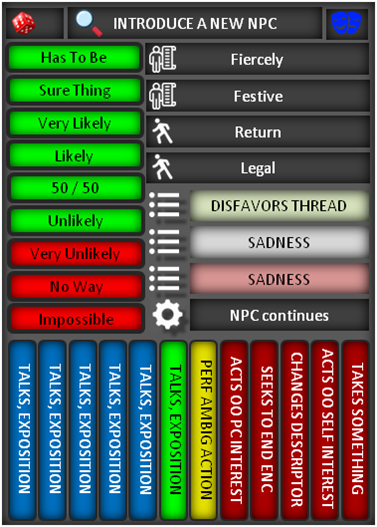 INTRODUCE A NEW NPC
Has To Be
Sure Thing
Very Likely
Likely
50 / 50
Unlikely
Very Unlikely
No Way
Impossible
Fiercely
Festive
Return
Legal
DISFAVORS THREAD
SADNESS
SADNESS
NPC continues
TALKS, EXPOSITION
TALKS, EXPOSITION
TALKS, EXPOSITION
TALKS, EXPOSITION
TALKS, EXPOSITION
TALKS, EXPOSITION
PERF AMBIG ACTION
ACTS OO PC INTEREST
SEEKS TO END ENC
CHANGES DESCRIPTOR
ACTS OO SELF INTEREST
TAKES SOMETHING